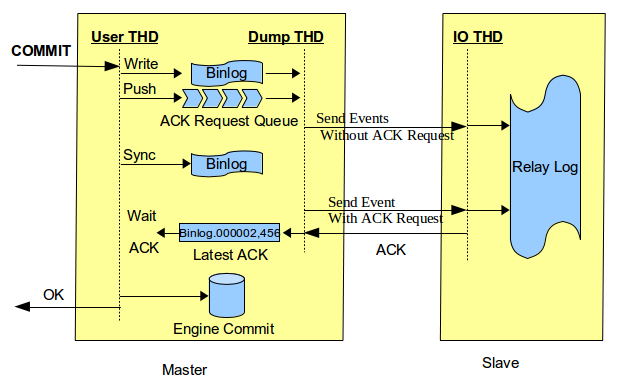 User THD
Dump THD
IO THD
COMMIT
Write
Binlog
Push
ACK Request Queue
Send Events
Without ACK Request
Sync
Binlog
Relay Log
Send Event
With ACK Request
Wait
ACK
Binlog.000002,456
Latest ACK
ACK
OK
Engine Commit
Master
Slave